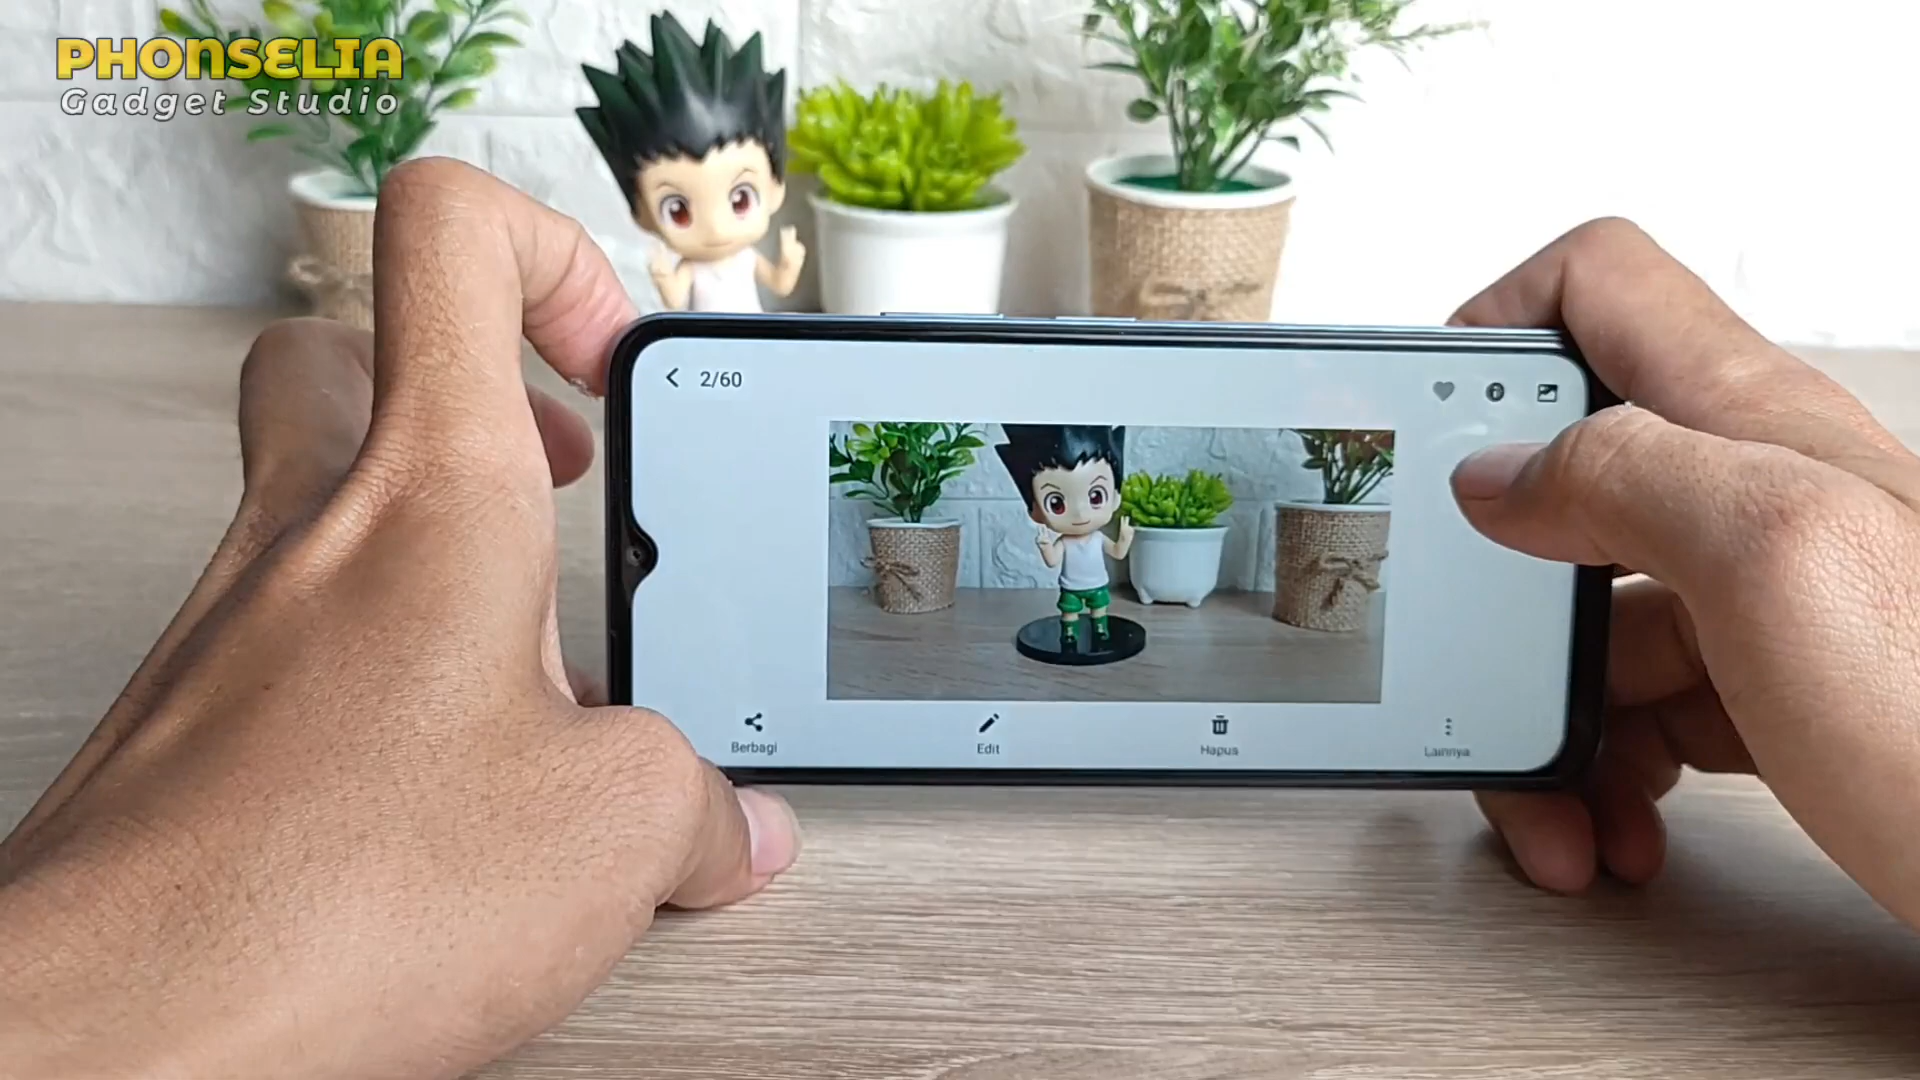 PHONSELIA
Gadget Studio
2/60
Berbagi
Edit
Hapus
Lainnya